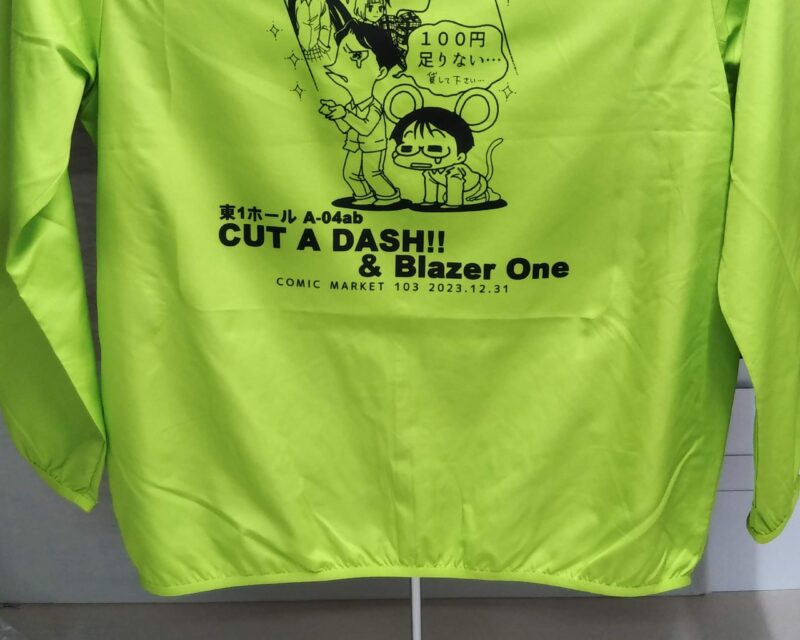 100円
足りない…
貸して下さい…
東1ホール A-04ab
CUT A DASH!!
& Blazer One
COMIC MARKET 103 2023.12.31